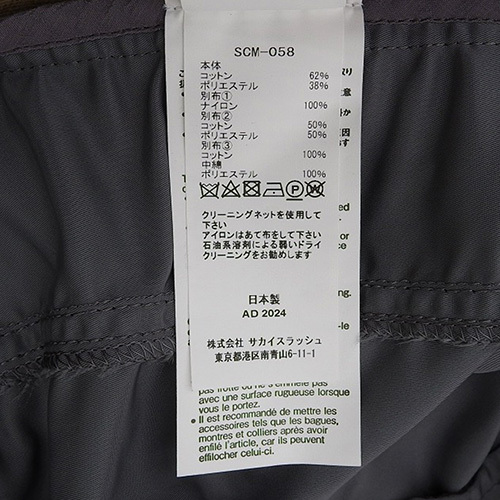 SCM-058
本体
コットン 62%
ポリエステル 38%
別布①
ナイロン 100%
別布②
コットン 50%
ポリエステル 50%
別布③
コットン 100%
中綿
ポリエステル 100%
クリーニングネットを使用して
下さい
アイロンはあて布をして下さい
石油系溶剤による弱いドライ
クリーニングをお勧めします
日本製
AD 2024
株式会社 サカイスラッシュ
東京都港区南青山6-11-1
avec une surface rugueuse lorsque
vous le portez.
• Il est recommandé de mettre les
accessoires tels que les bagues,
montres et colliers après avoir
enfilé l'article, car ils peuvent
effilocher celui-ci.